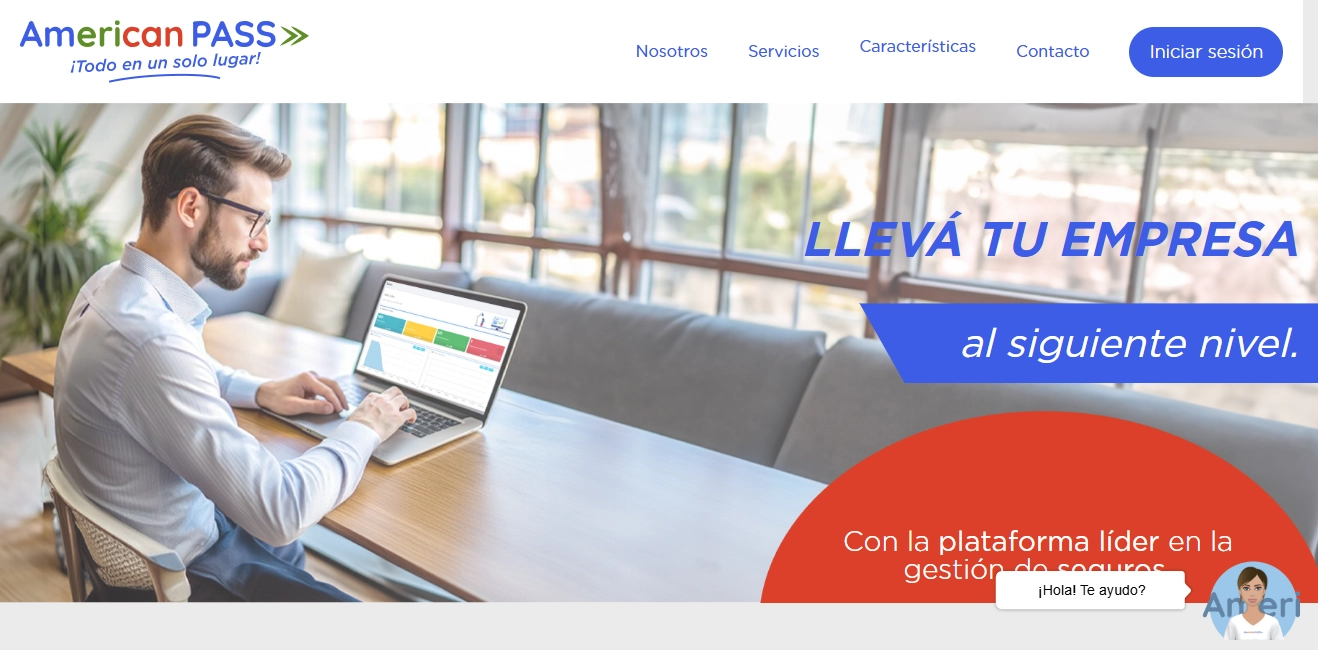 American PASS
¡Todo en un solo lugar!
Nosotros
Servicios
Características
Contacto
Iniciar sesión
LLEVÁ TU EMPRESA
al siguiente nivel.
Con la plataforma líder en la
gestión de seguros
¡Hola! Te ayudo?
Ameri